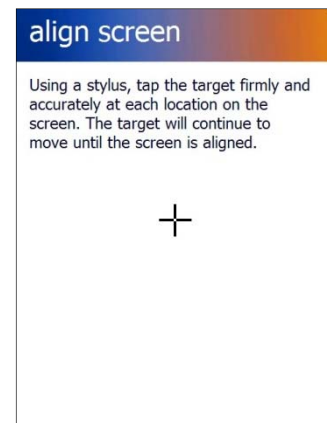 align screen
Using a stylus, tap the target firmly and
accurately at each location on the
screen. The target will continue to
move until the screen is aligned.